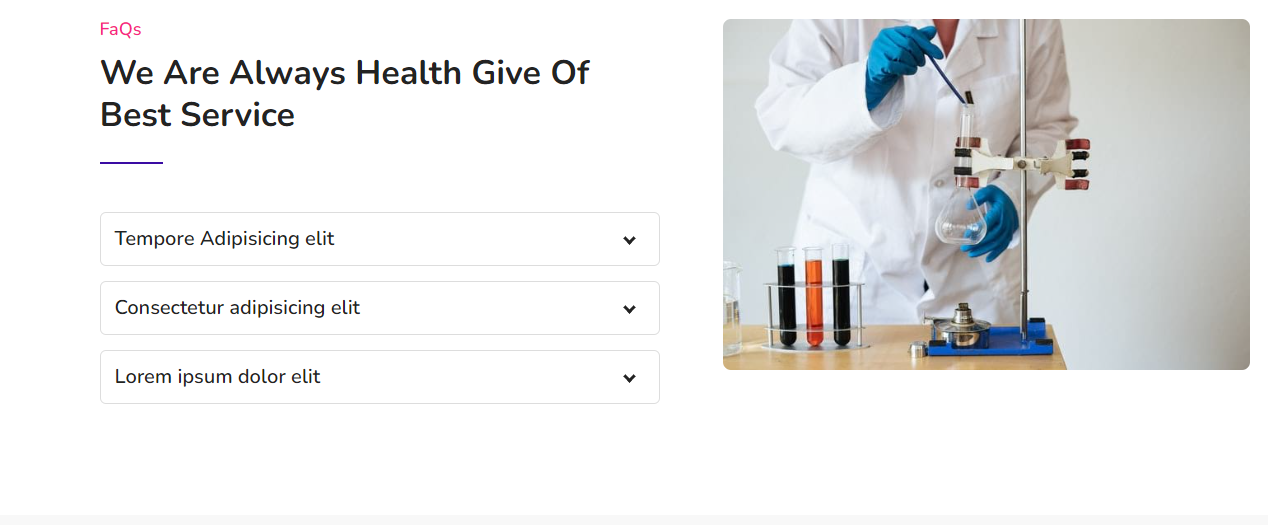 FaQs
We Are Always Health Give Of
Best Service
Tempore Adipisicing elit
Consectetur adipisicing elit
Lorem ipsum dolor elit